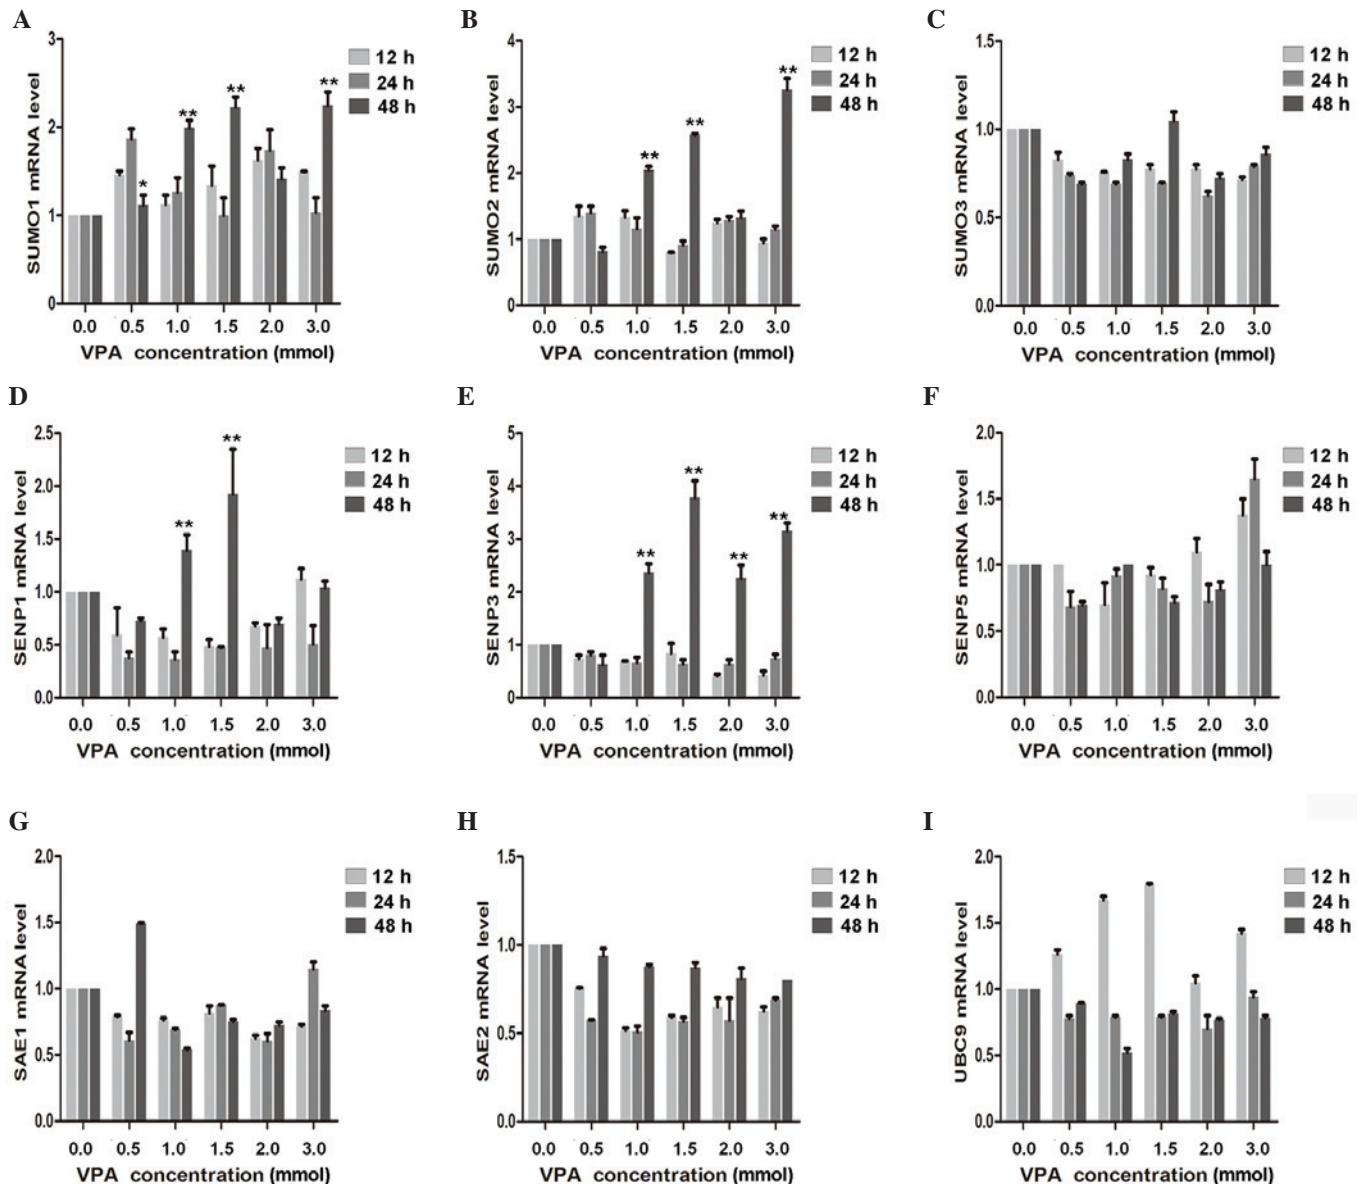 A
SUMO1 mRNA level
3
2
1
0
**
**
**
*
12 h
24 h
48 h
0.0 0.5 1.0 1.5 2.0 3.0
VPA concentration (mmol)
B
SUMO2 mRNA level
4
3
2
1
0
**
**
**
12 h
24 h
48 h
0.0 0.5 1.0 1.5 2.0 3.0
VPA concentration (mmol)
C
SUMO3 mRNA level
1.5
1.0
0.5
0.0
12 h
24 h
48 h
0.0 0.5 1.0 1.5 2.0 3.0
VPA concentration (mmol)
D
SENP1 mRNA level
2.5
2.0
1.5
1.0
0.5
0.0
**
**
12 h
24 h
48 h
0.0 0.5 1.0 1.5 2.0 3.0
VPA concentration (mmol)
E
SENP3 mRNA level
5
4
3
2
1
0
**
**
**
**
12 h
24 h
48 h
0.0 0.5 1.0 1.5 2.0 3.0
VPA concentration (mmol)
F
SENP5 mRNA level
2.0
1.5
1.0
0.5
0.0
12 h
24 h
48 h
0.0 0.5 1.0 1.5 2.0 3.0
VPA concentration (mmol)
G
SAE1 mRNA level
2.0
1.5
1.0
0.5
0.0
12 h
24 h
48 h
0.0 0.5 1.0 1.5 2.0 3.0
VPA concentration (mmol)
H
SAE2 mRNA level
1.5
1.0
0.5
0.0
12 h
24 h
48 h
0.0 0.5 1.0 1.5 2.0 3.0
VPA concentration (mmol)
I
UBC9 mRNA level
2.0
1.5
1.0
0.5
0.0
12 h
24 h
48 h
0.0 0.5 1.0 1.5 2.0 3.0
VPA concentration (mmol)